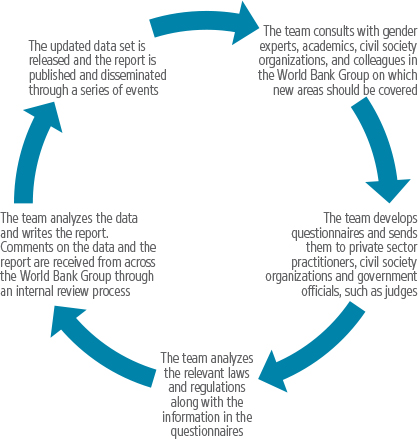 The team consults with gender
experts, academics, civil society
organizations, and colleagues in
the World Bank Group on which
new areas should be covered
The team develops
questionnaires and sends
them to private sector
practitioners, civil society
organizations and government
officials, such as judges
The team analyzes
the relevant laws
and regulations
along with the
information in the
questionnaires
The team analyzes the data
and writes the report.
Comments on the data and the
report are received from across
the World Bank Group through
an internal review process
The updated data set is
released and the report is
published and disseminated
through a series of events